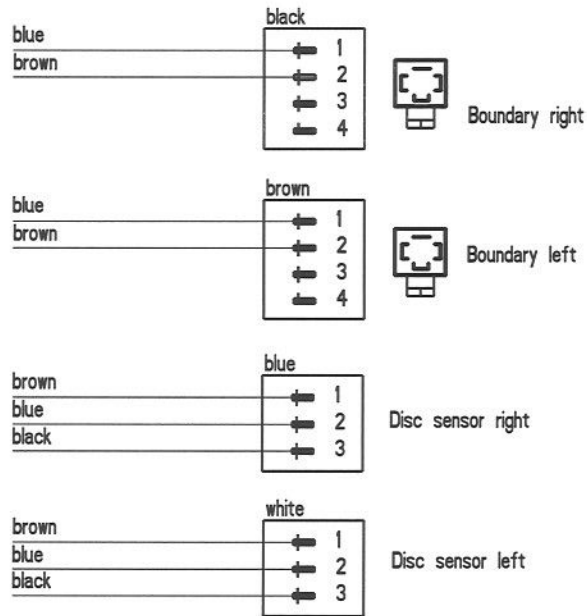 black
blue 1
brown 2
3
4
Boundary right
brown
blue 1
brown 2
3
4
Boundary left
blue
brown 1
blue 2
black 3
Disc sensor right
white
brown 1
blue 2
black 3
Disc sensor left